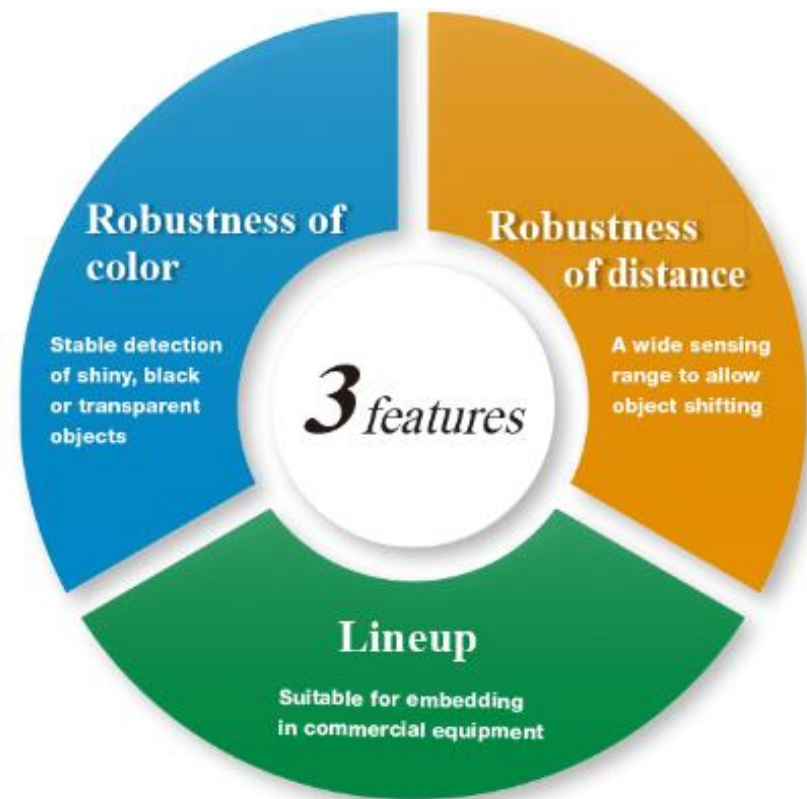 Robustness of
color
Stable detection
of shiny, black
or transparent
objects
Robustness
of distance
A wide sensing
range to allow
object shifting
3 features
Lineup
Suitable for embedding
in commercial equipment